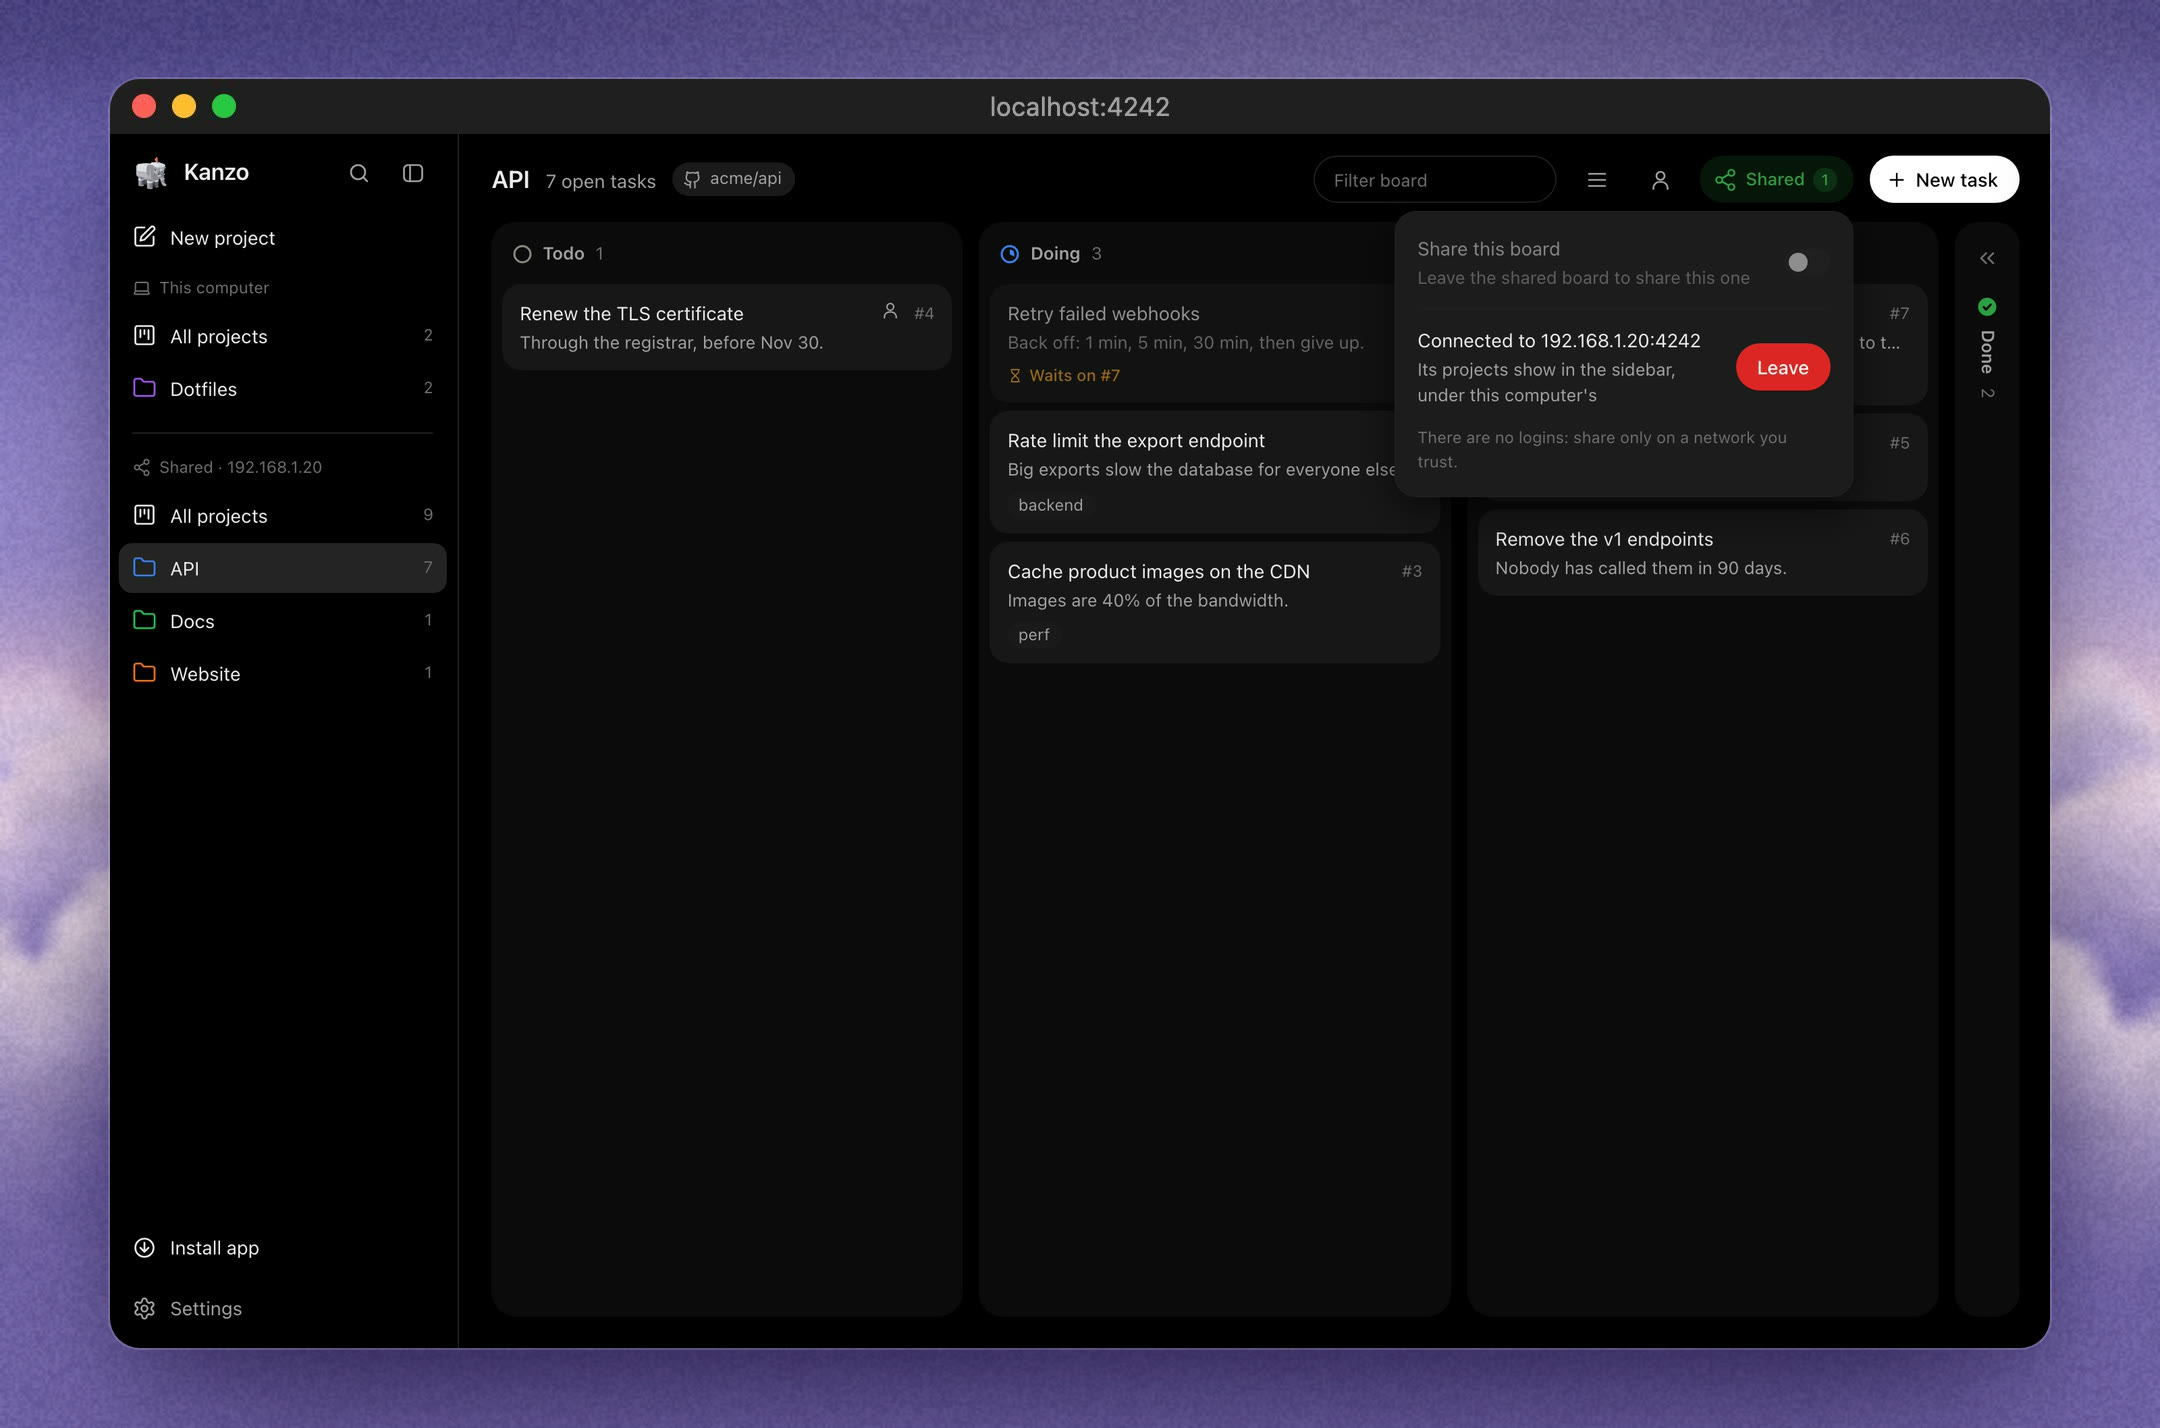 localhost:4242
Kanzo
New project
This computer
All projects 2
Dotfiles 2
Shared · 192.168.1.20
All projects 9
API 7
Docs 1
Website 1
Install app
Settings
API 7 open tasks acme/api
Filter board
Shared 1
+ New task
Todo 1
Renew the TLS certificate #4
Through the registrar, before Nov 30.
Doing 3
Retry failed webhooks
Back off: 1 min, 5 min, 30 min, then give up.
Waits on #7
Rate limit the export endpoint
Big exports slow the database for everyone else
backend
Cache product images on the CDN #3
Images are 40% of the bandwidth.
perf
Share this board
Leave the shared board to share this one
Connected to 192.168.1.20:4242
Its projects show in the sidebar,
under this computer's
Leave
There are no logins: share only on a network you
trust.
#7
to t...
#5
Remove the v1 endpoints #6
Nobody has called them in 90 days.
Done 2